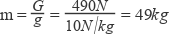 m = G/g = 490N/10N/kg = 49kg